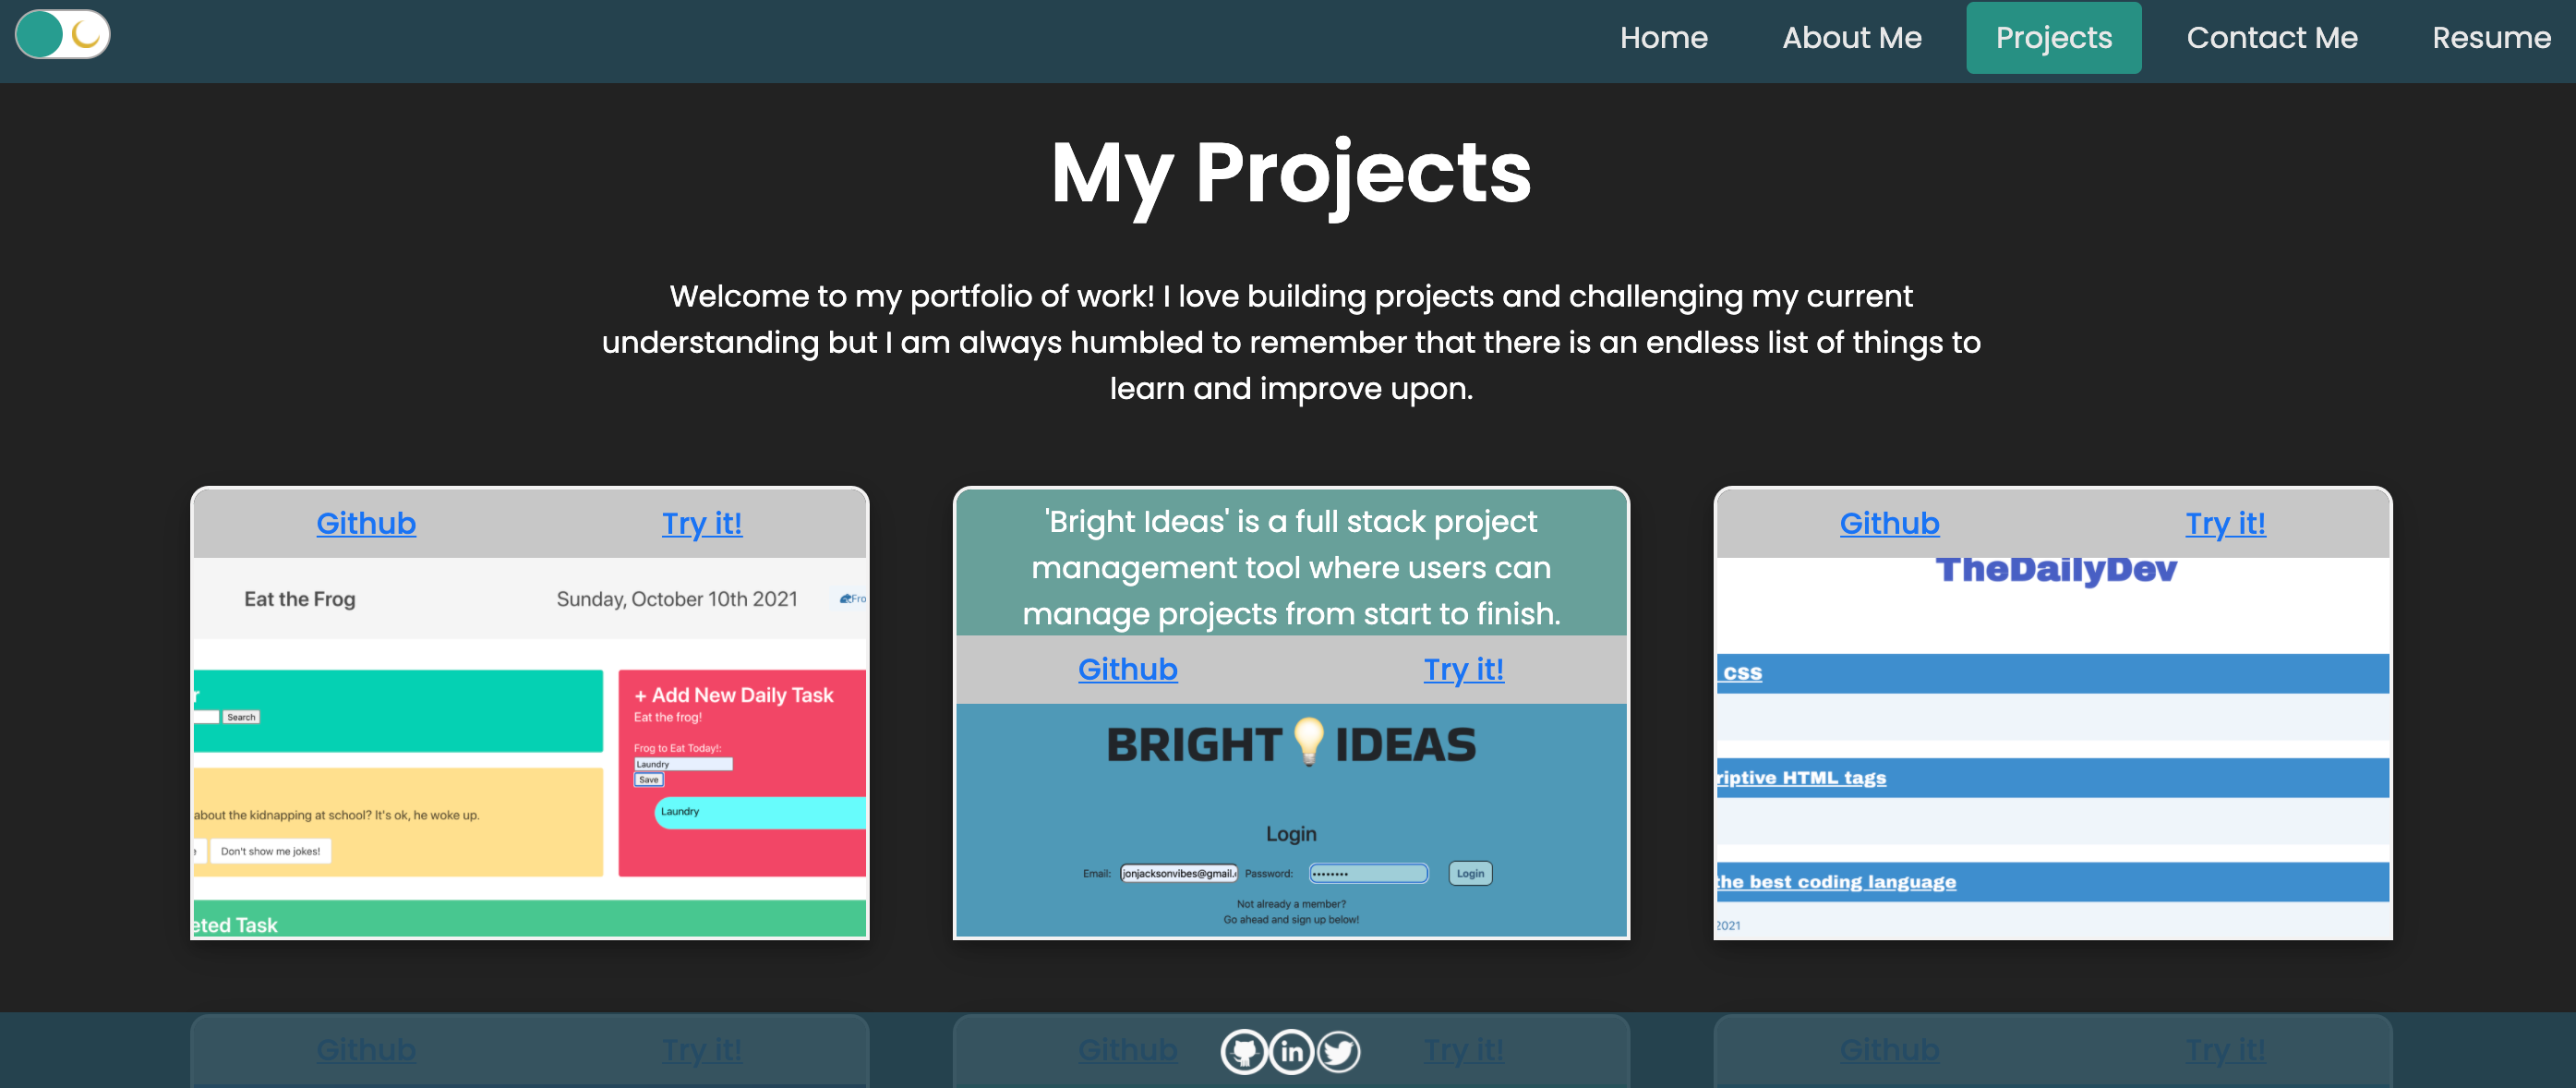 Home About Me Projects Contact Me Resume
My Projects
Welcome to my portfolio of work! I love building projects and challenging my current
understanding but I am always humbled to remember that there is an endless list of things to
learn and improve upon.
Github Try it!
Eat the Frog Sunday, October 10th 2021
Search
+ Add New Daily Task
Eat the frog!
Frog to Eat Today!:
Laundry
Save
Laundry
about the kidnapping at school? It's ok, he woke up.
Don't show me jokes!
Task
'Bright Ideas' is a full stack project
management tool where users can
manage projects from start to finish.
Github Try it!
BRIGHT IDEAS
Login
Email: jonjacksonvibes@gmail. Password: •••••••• Login
Not already a member?
Go ahead and sign up below!
Github Try it!
TheDailyDev
css
HTML tags
the best coding language
2021
Github Try it!
Github Try it!
in
Github Try it!